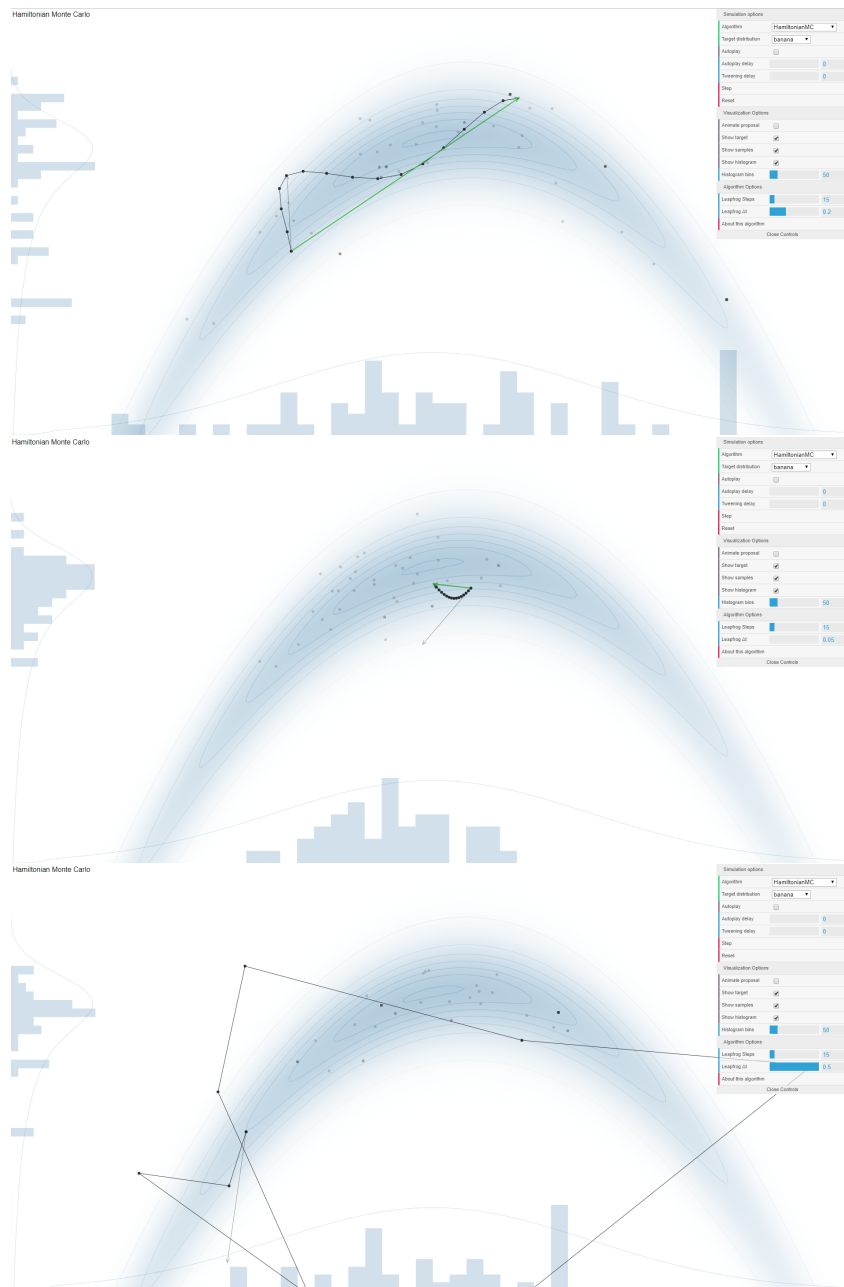 Hamiltonian Monte Carlo
Simulation options
Algorithm HamiltonianMC
Target distribution banana
Autoplay
Autoplay delay 0
Tweening delay 0
Step
Reset
Visualization Options
Animate proposal
Show target
Show samples
Show histogram
Histogram bins 50
Algorithm Options
Leapfrog Steps 15
Leapfrog Δt 0.2
About this algorithm
Close Controls
Hamiltonian Monte Carlo
Simulation options
Algorithm HamiltonianMC
Target distribution banana
Autoplay
Autoplay delay 0
Tweening delay 0
Step
Reset
Visualization Options
Animate proposal
Show target
Show samples
Show histogram
Histogram bins 50
Algorithm Options
Leapfrog Steps 15
Leapfrog Δt 0.05
About this algorithm
Close Controls
Hamiltonian Monte Carlo
Simulation options
Algorithm HamiltonianMC
Target distribution banana
Autoplay
Autoplay delay 0
Tweening delay 0
Step
Reset
Visualization Options
Animate proposal
Show target
Show samples
Show histogram
Histogram bins 50
Algorithm Options
Leapfrog Steps 15
Leapfrog Δt 0.5
About this algorithm
Close Controls